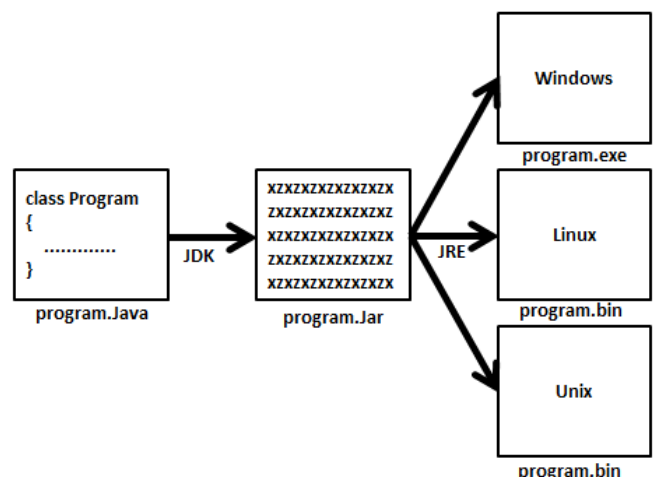 class Program
{
.............
}
program.Java
JDK
xzxzxzxzxzxzxzx
zxzxzxzxzxzxzxz
xzxzxzxzxzxzxzx
zzxzxzxzxzxzxzxz
xzxzxzxzxzxzxzx
program.Jar
JRE
Windows
program.exe
Linux
program.bin
Unix
program.bin